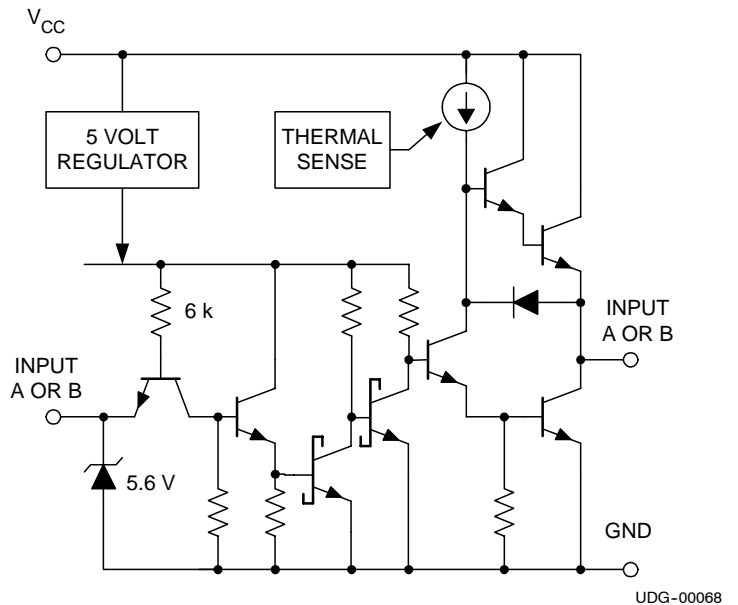 VCC
5 VOLT
REGULATOR
THERMAL
SENSE
6 k
INPUT
A OR B
INPUT
A OR B
5.6 V
GND
UDG-00068